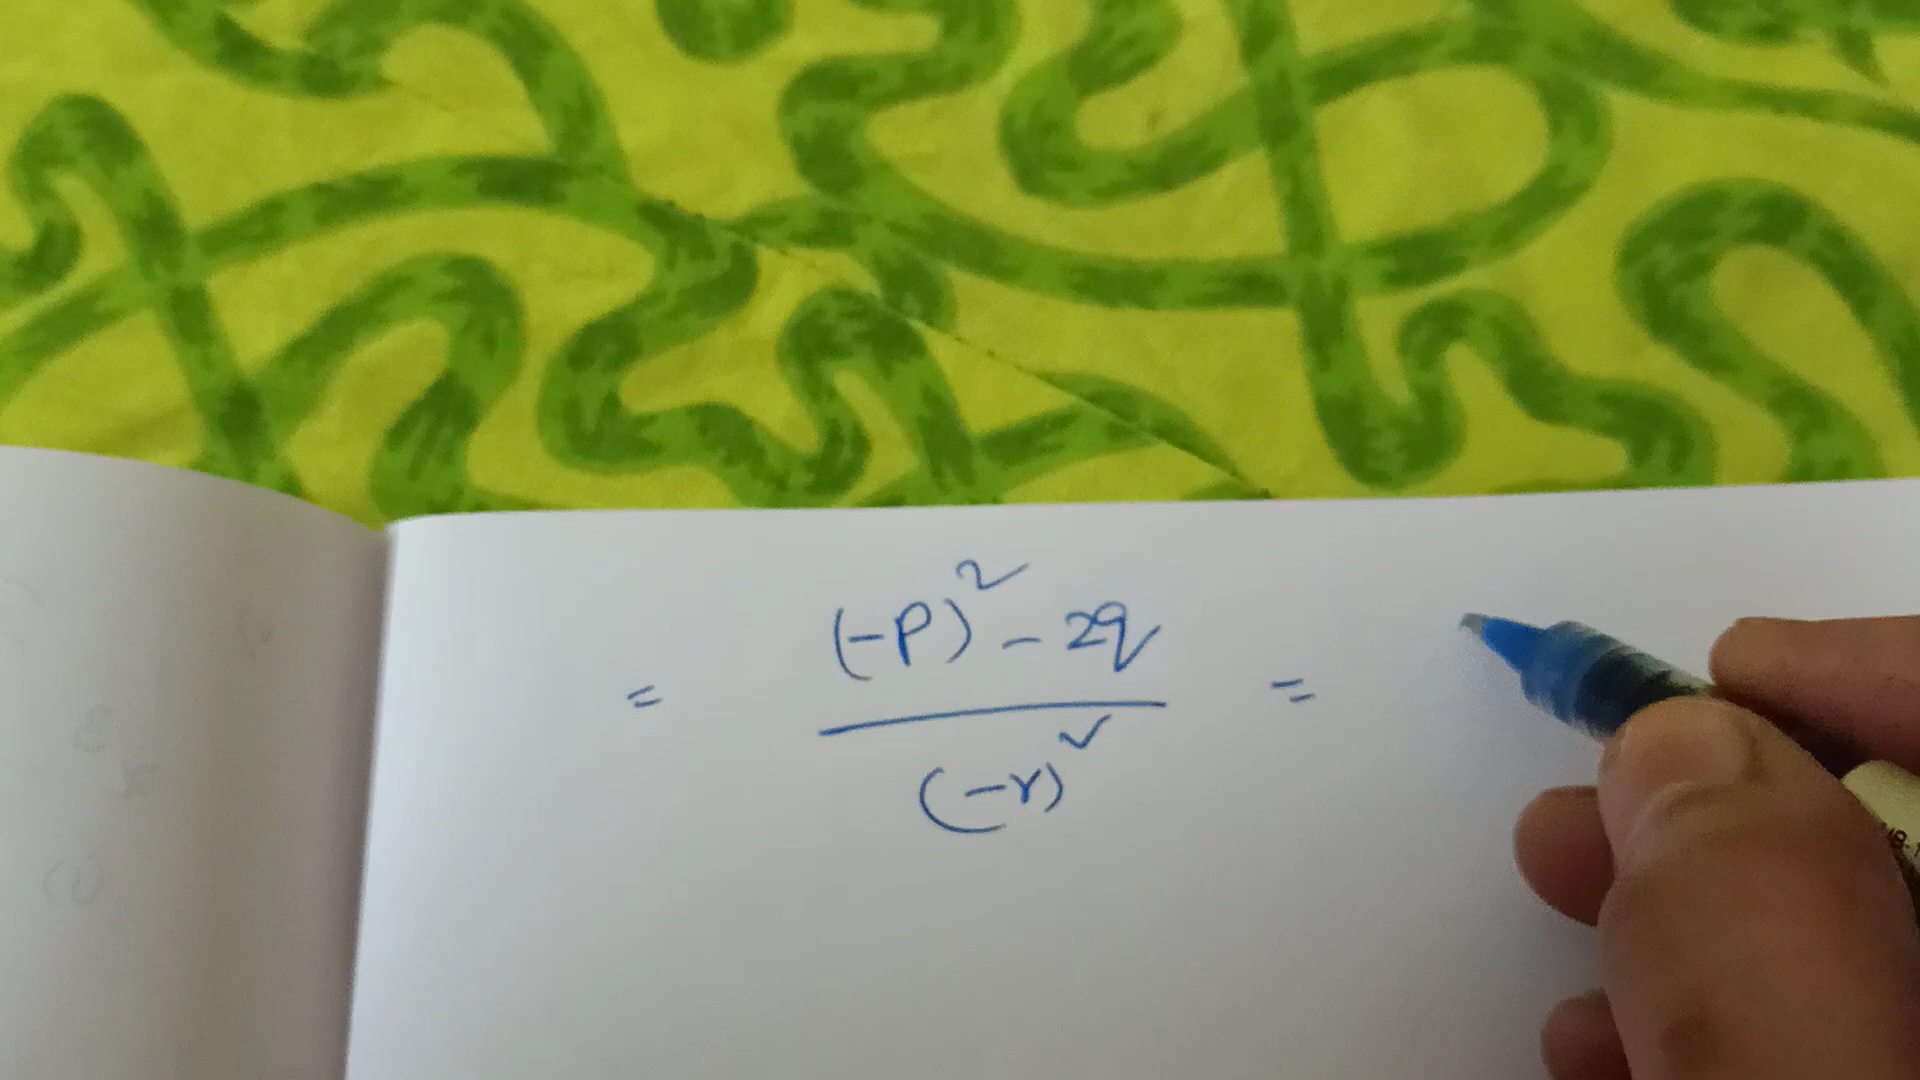 = (-p)² - 2q / (-r)² =